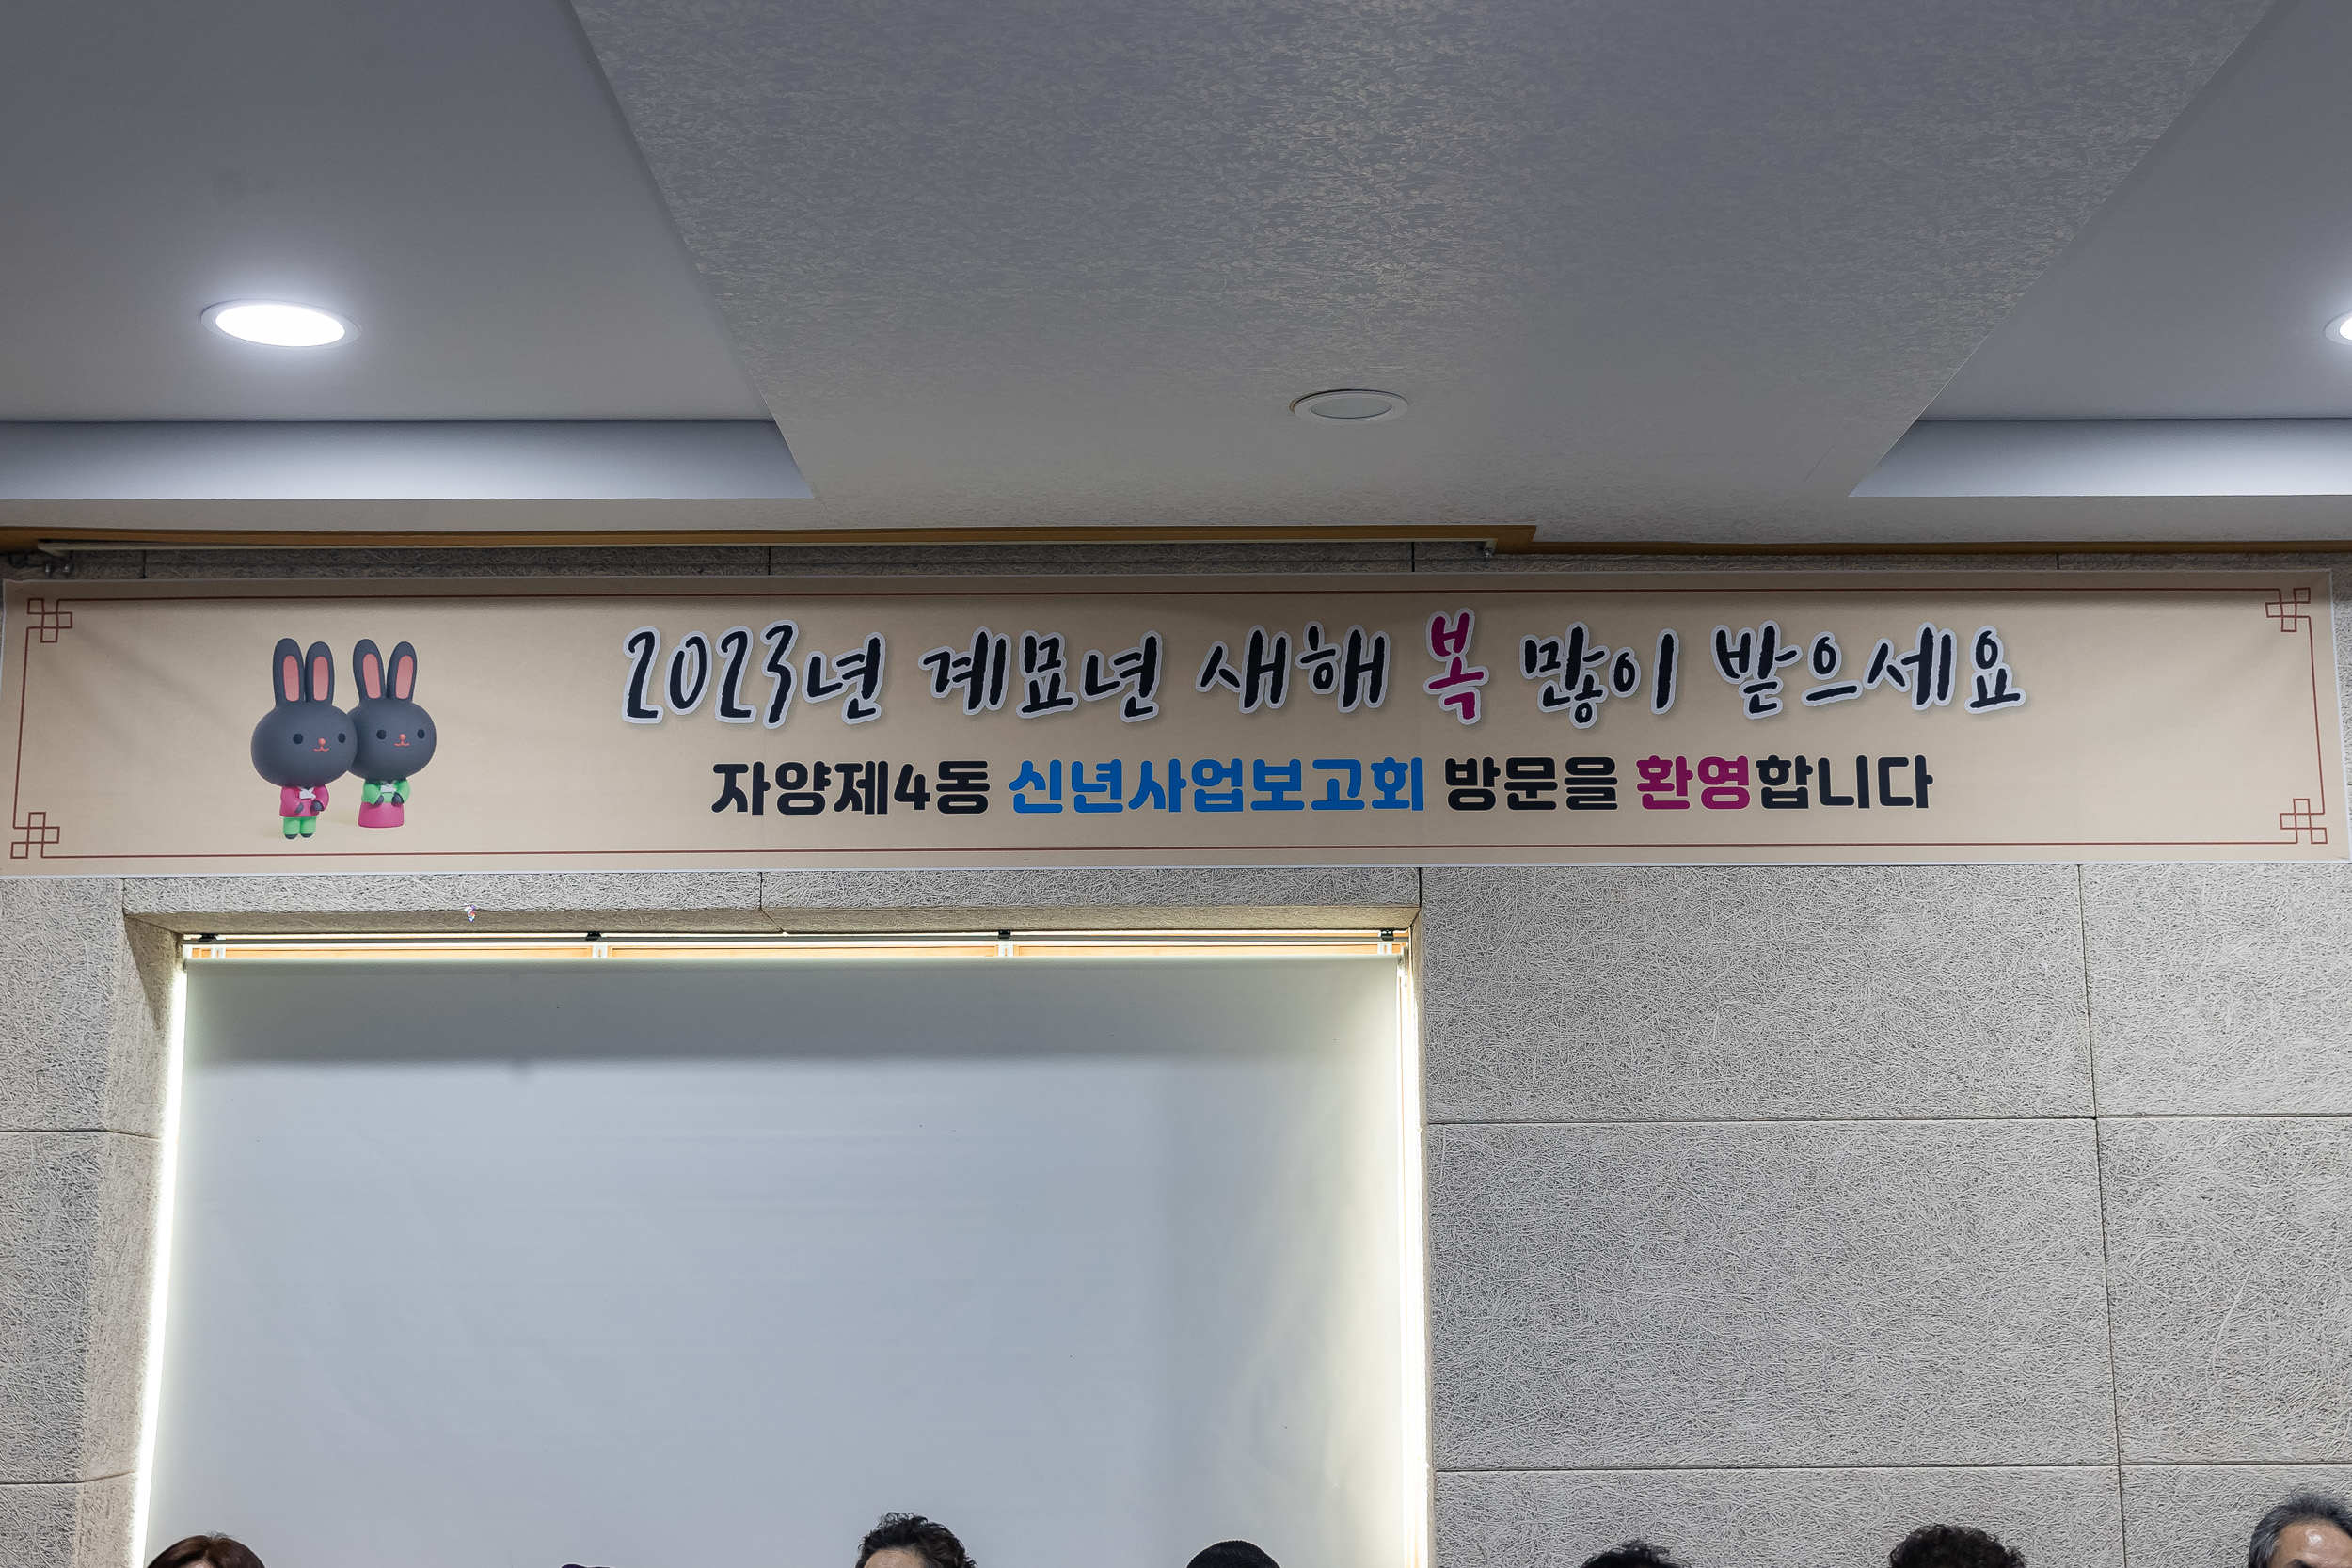 2023년 계묘년 새해 복 많이 받으세요
자양제4동 신년사업보고회 방문을 환영합니다